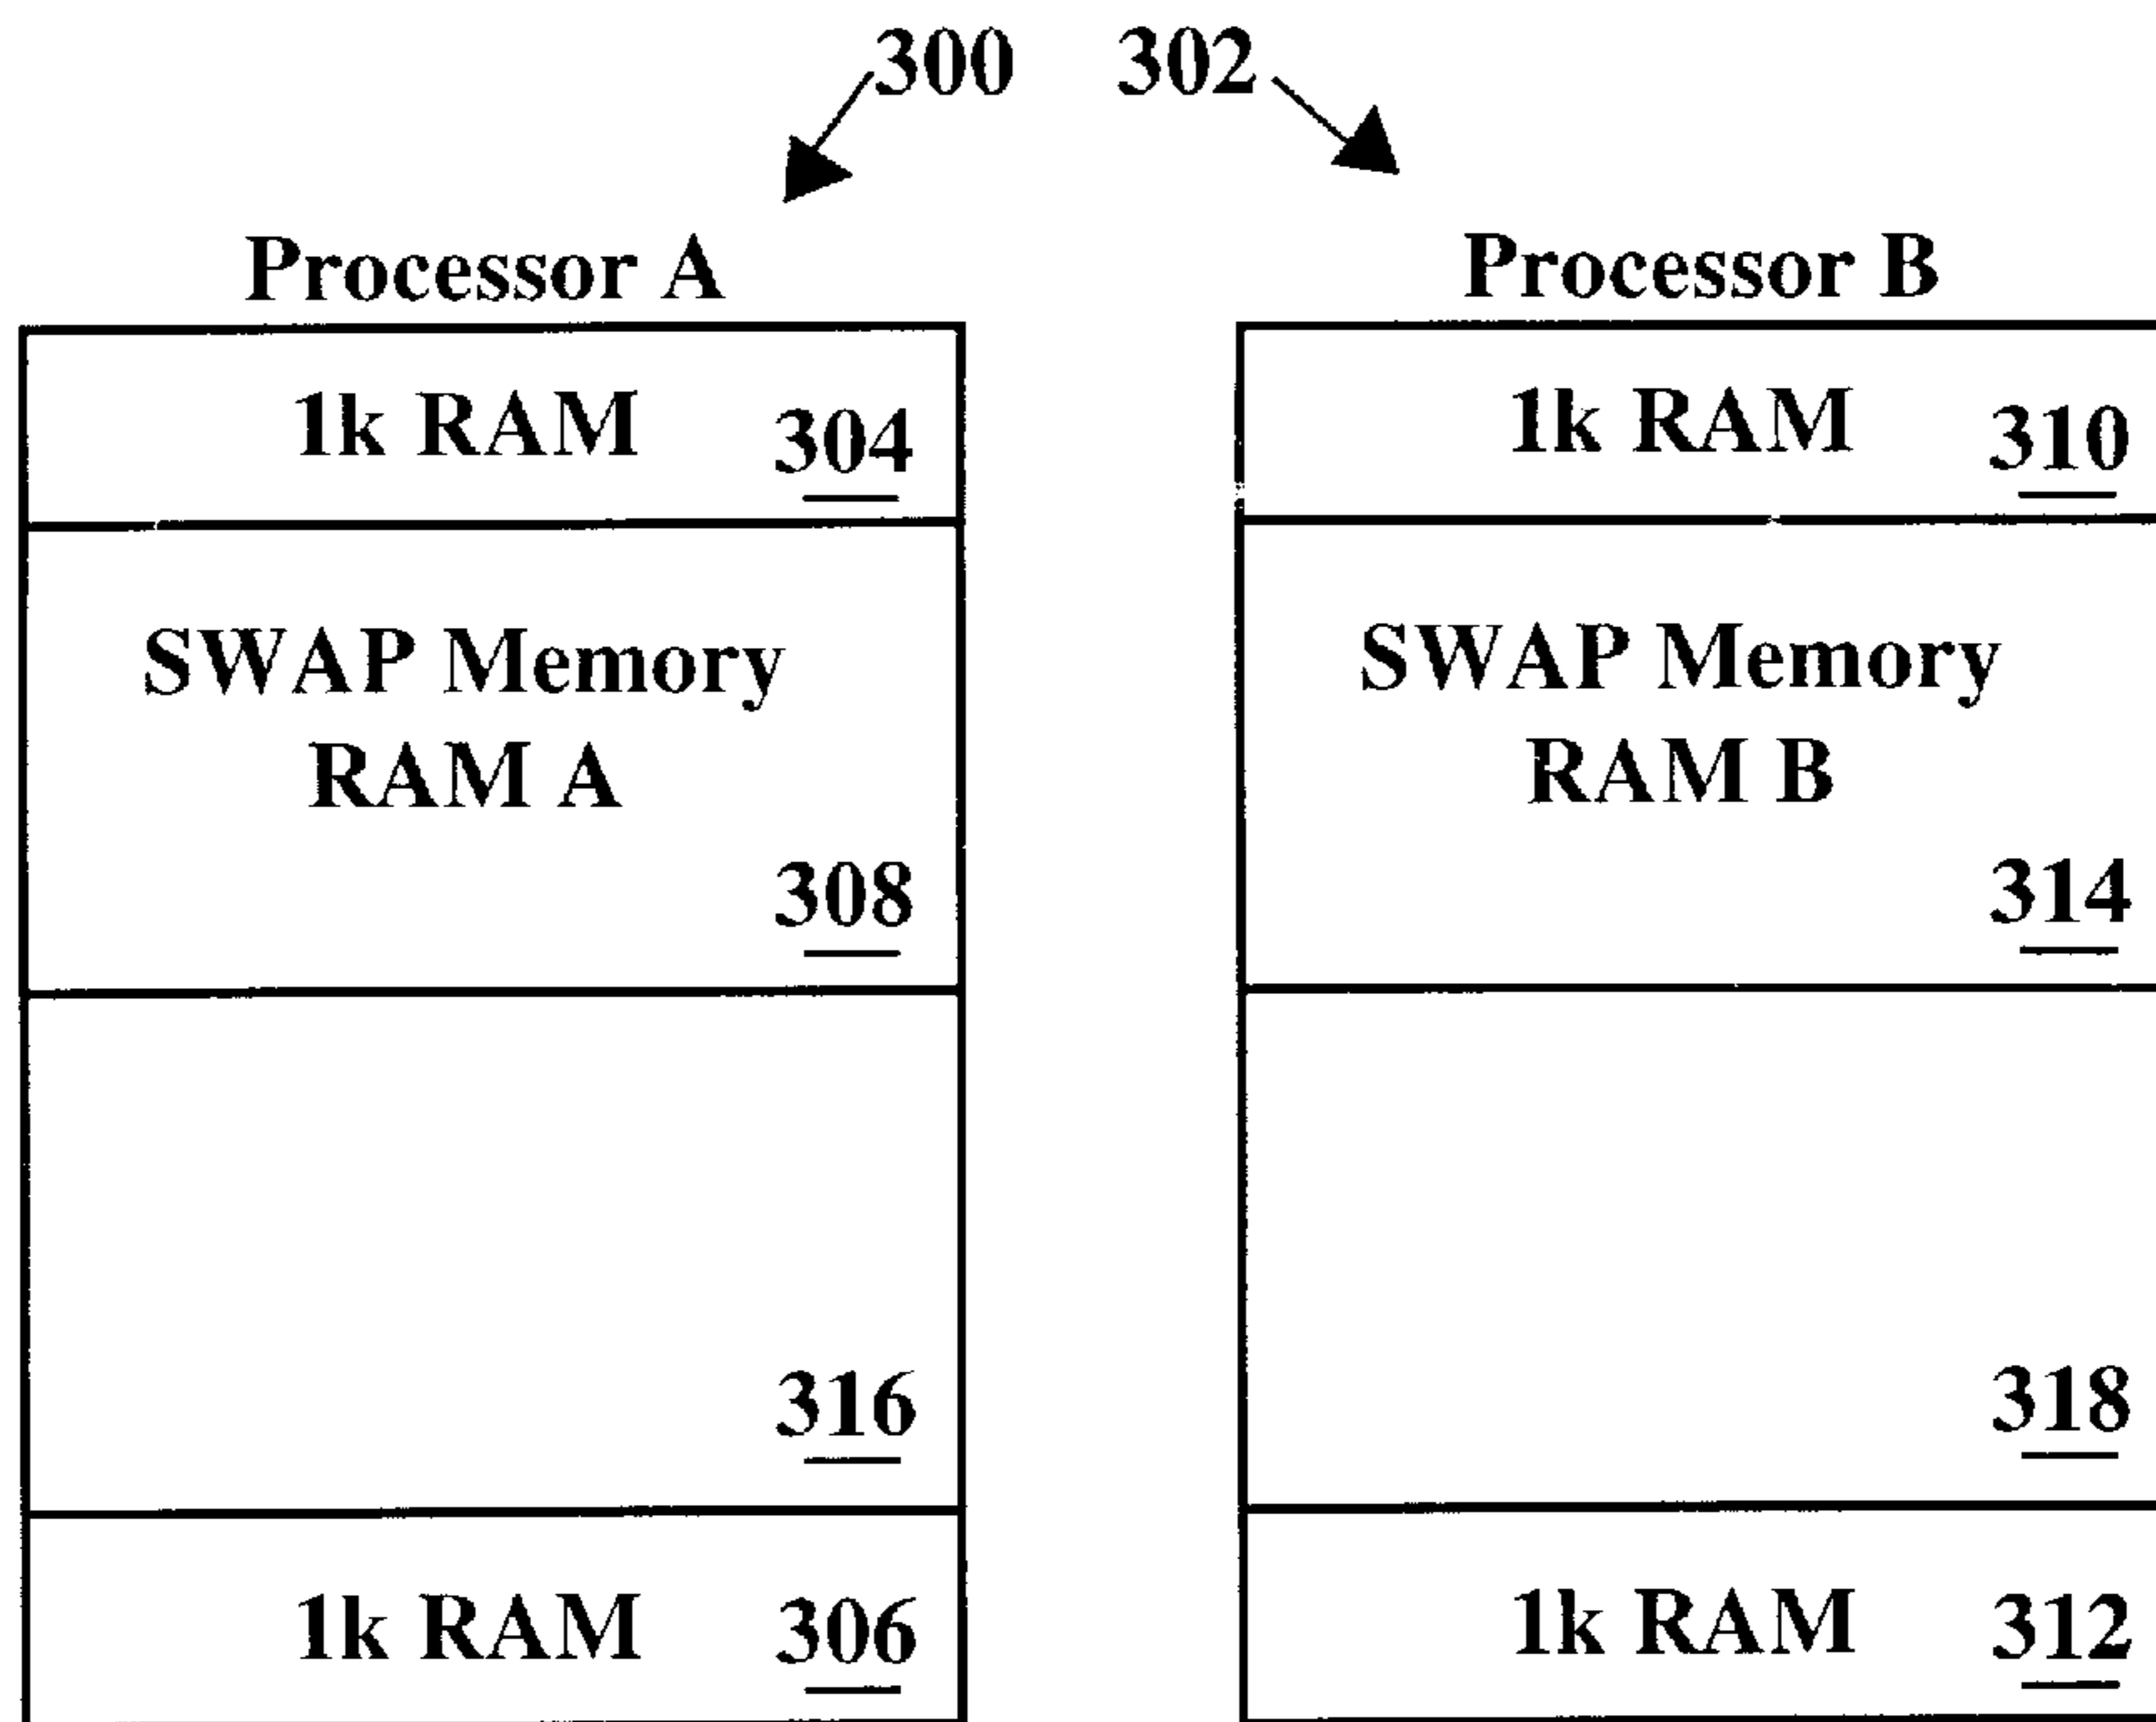 300 302
Processor A
1k RAM 304
SWAP Memory
RAM A
308
316
1k RAM 306
Processor B
1k RAM 310
SWAP Memory
RAM B
314
318
1k RAM 312